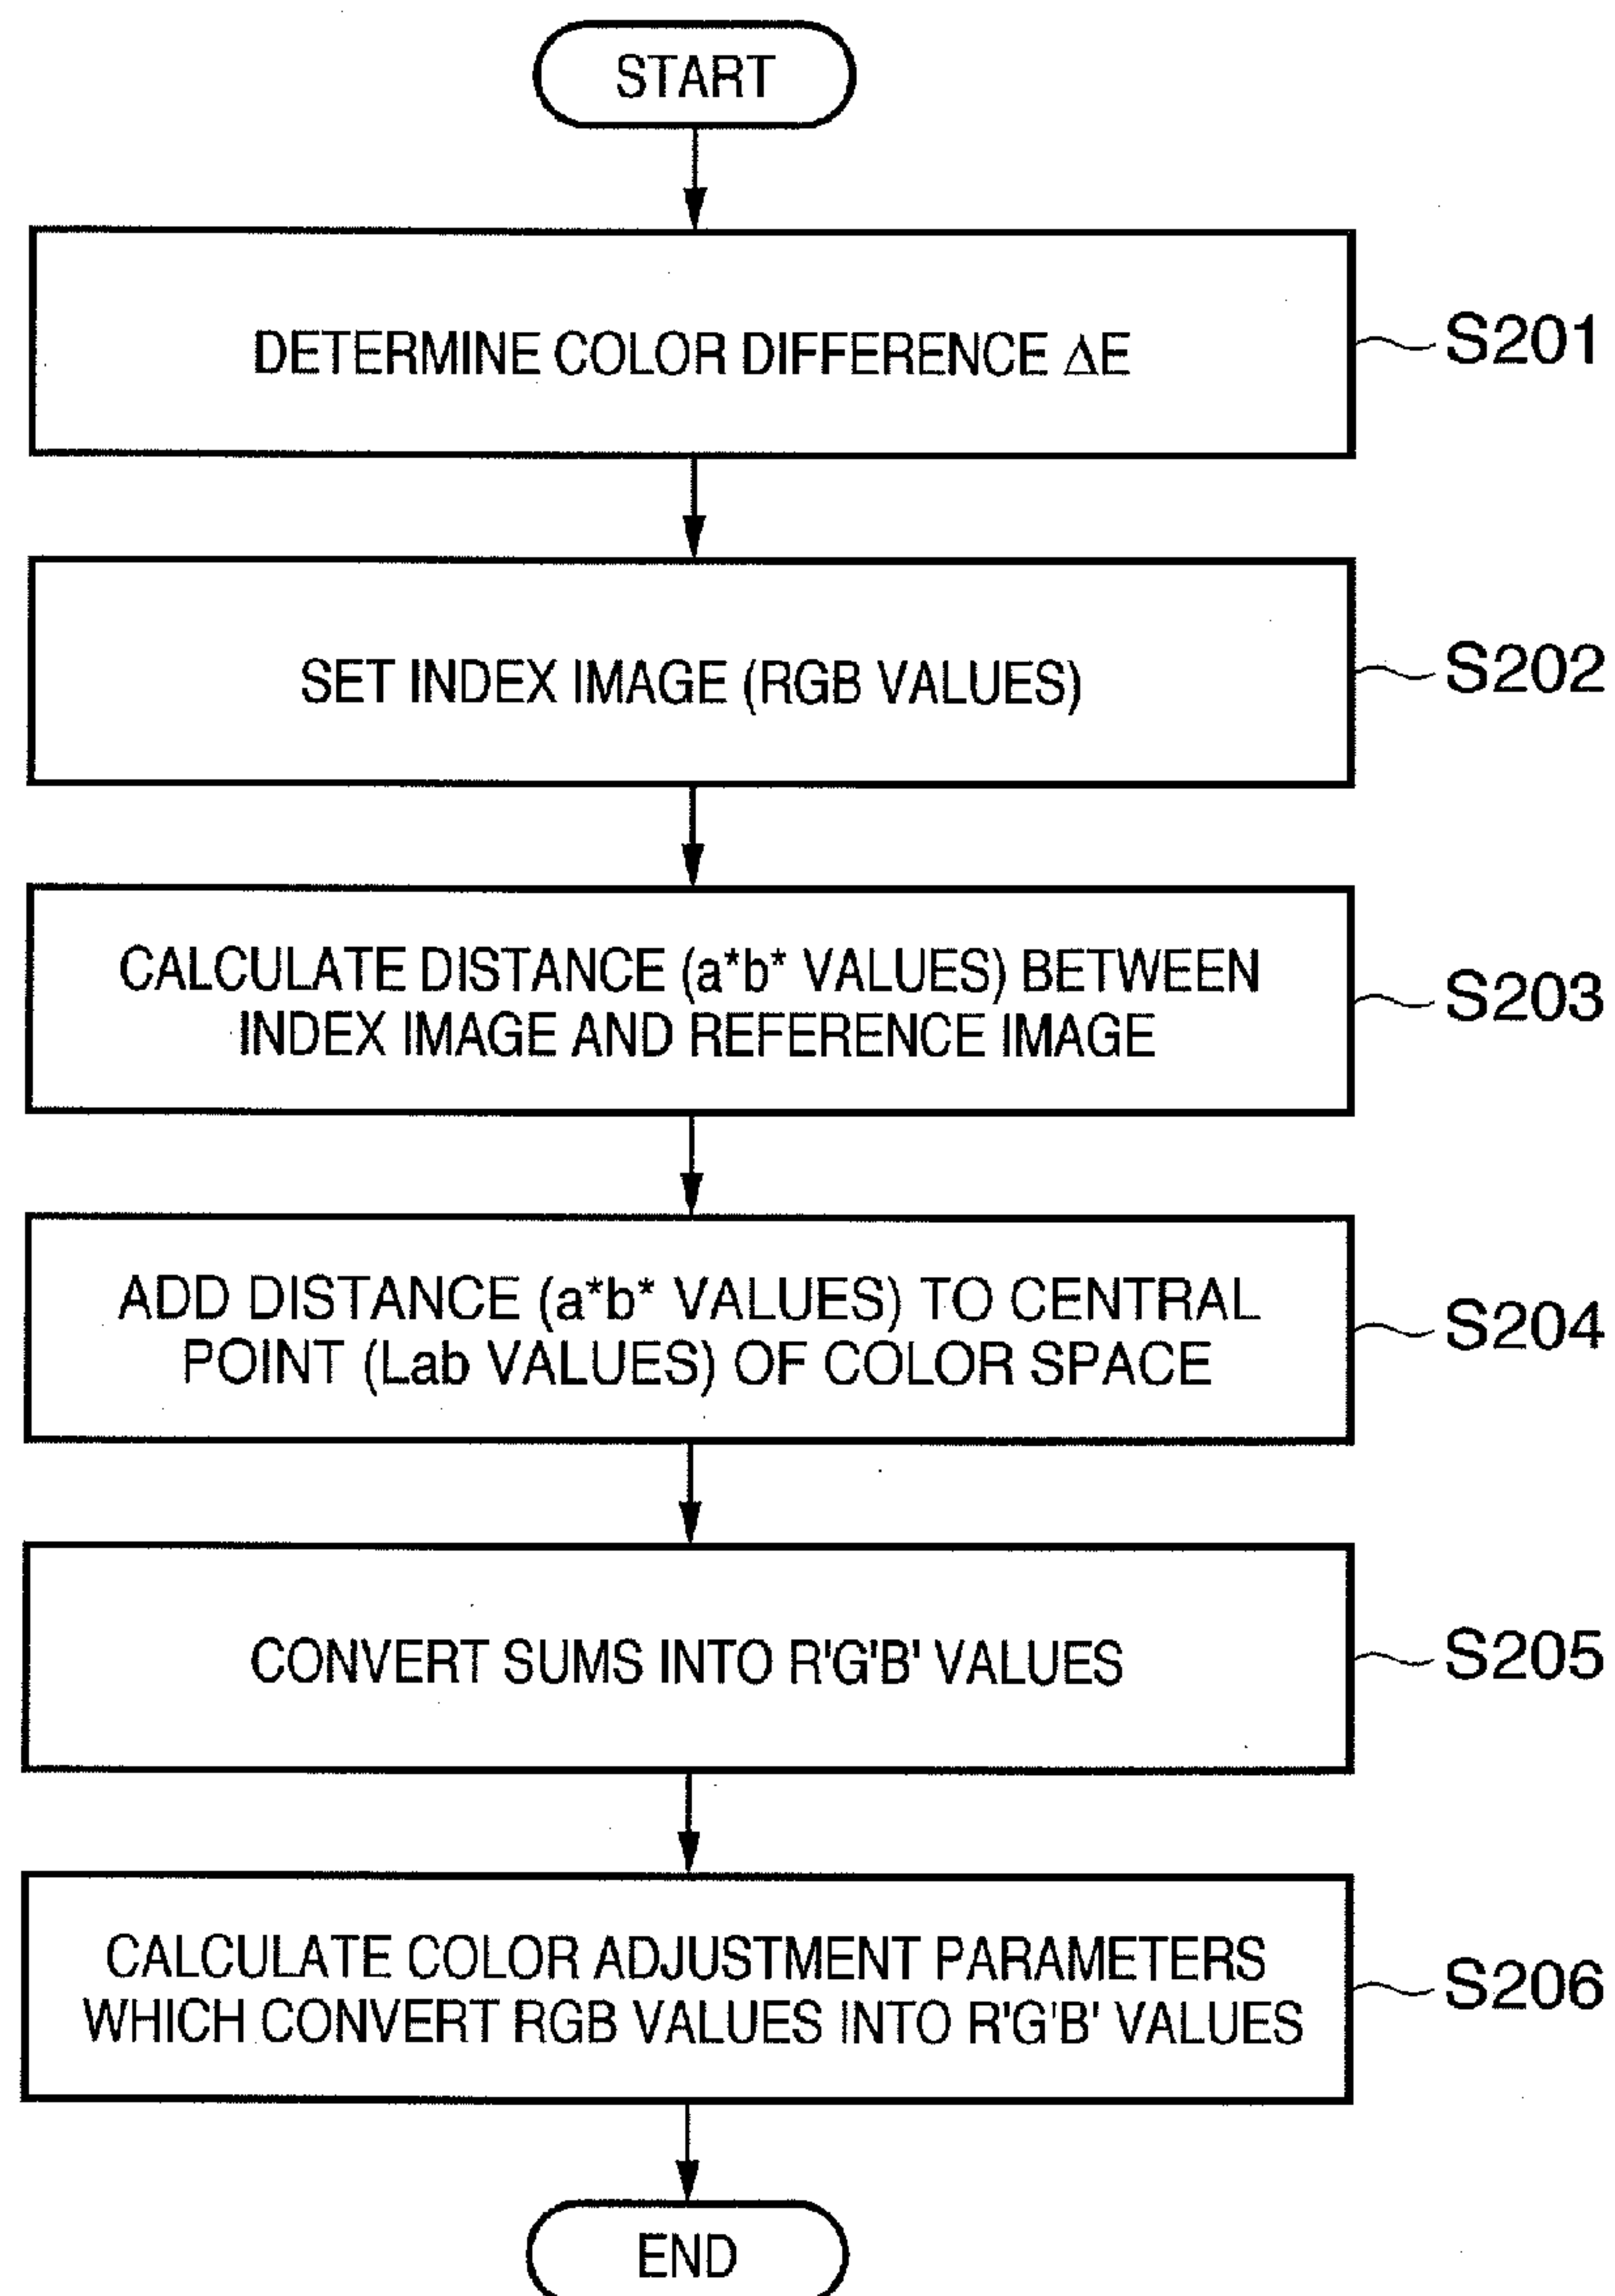 START
DETERMINE COLOR DIFFERENCE ΔE
S201
SET INDEX IMAGE (RGB VALUES)
S202
CALCULATE DISTANCE (a*b* VALUES) BETWEEN
INDEX IMAGE AND REFERENCE IMAGE
S203
ADD DISTANCE (a*b* VALUES) TO CENTRAL
POINT (Lab VALUES) OF COLOR SPACE
S204
CONVERT SUMS INTO R'G'B' VALUES
S205
CALCULATE COLOR ADJUSTMENT PARAMETERS
WHICH CONVERT RGB VALUES INTO R'G'B' VALUES
S206
END